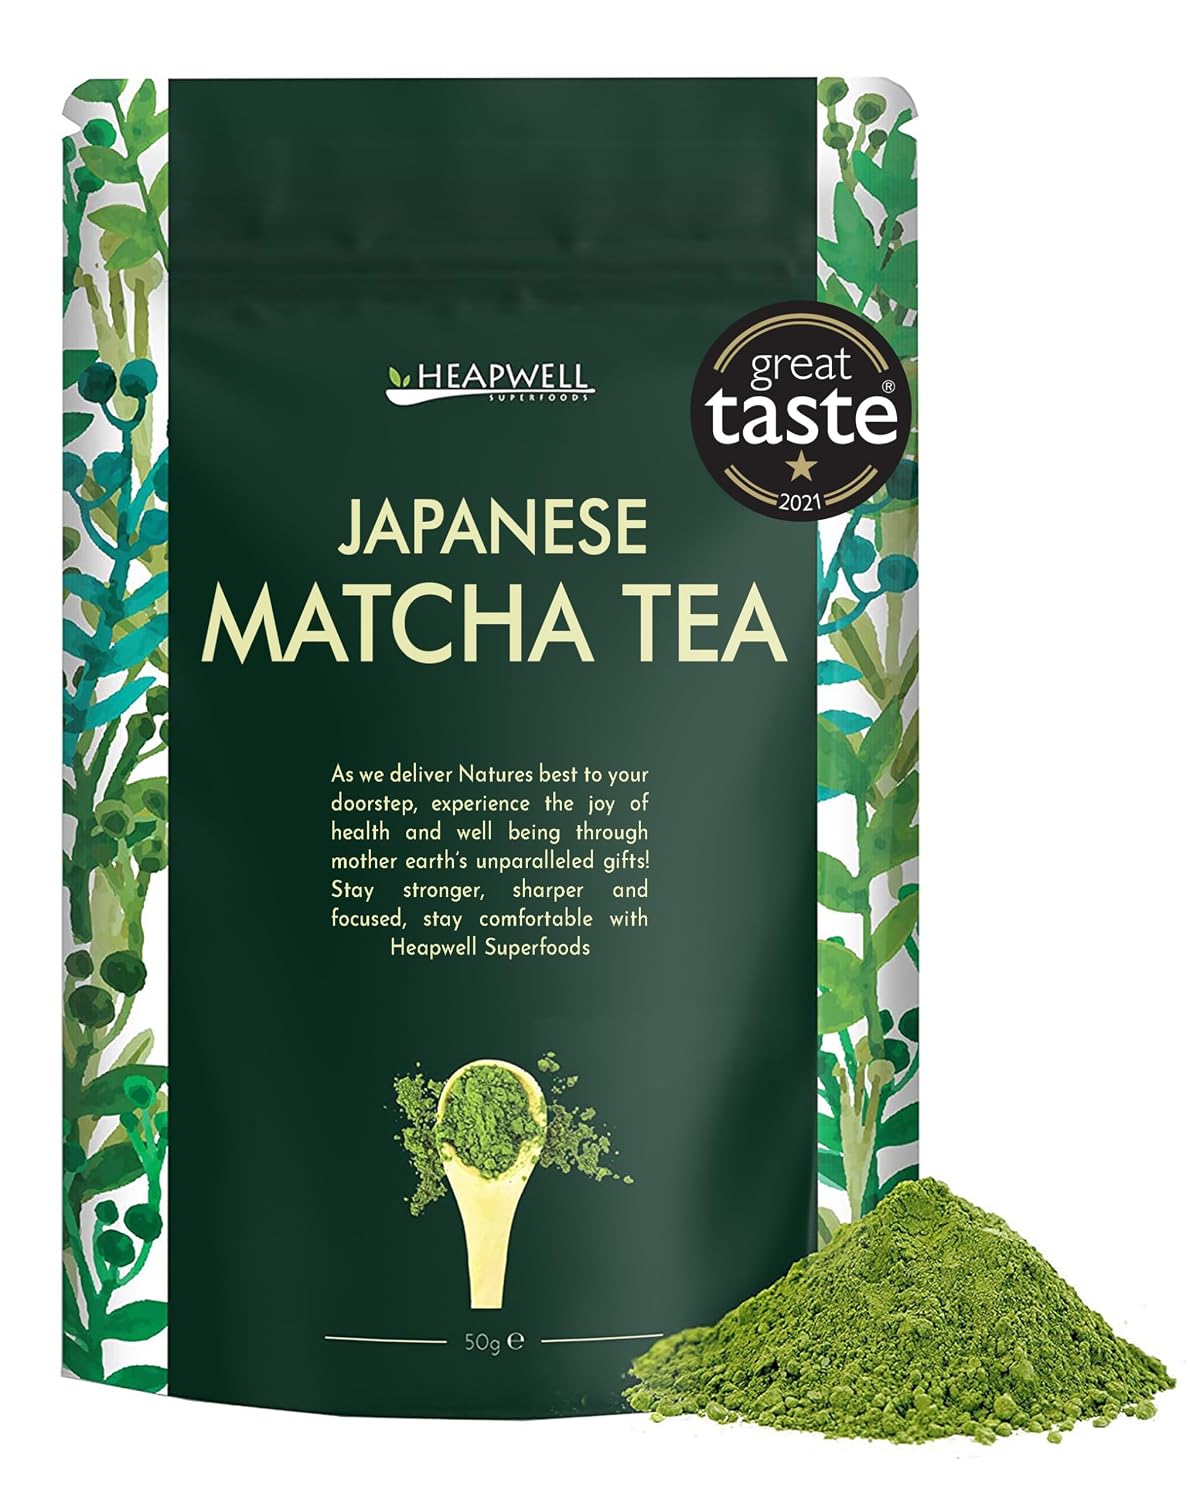 HEAPWELL
SUPERFOODS
great
taste®
2021
JAPANESE
MATCHA TEA
As we deliver Natures best to your
doorstep, experience the joy of
health and well being through
mother earth's unparalleled gifts!
Stay stronger, sharper and
focused, stay comfortable with
Heapwell Superfoods
50g ℮